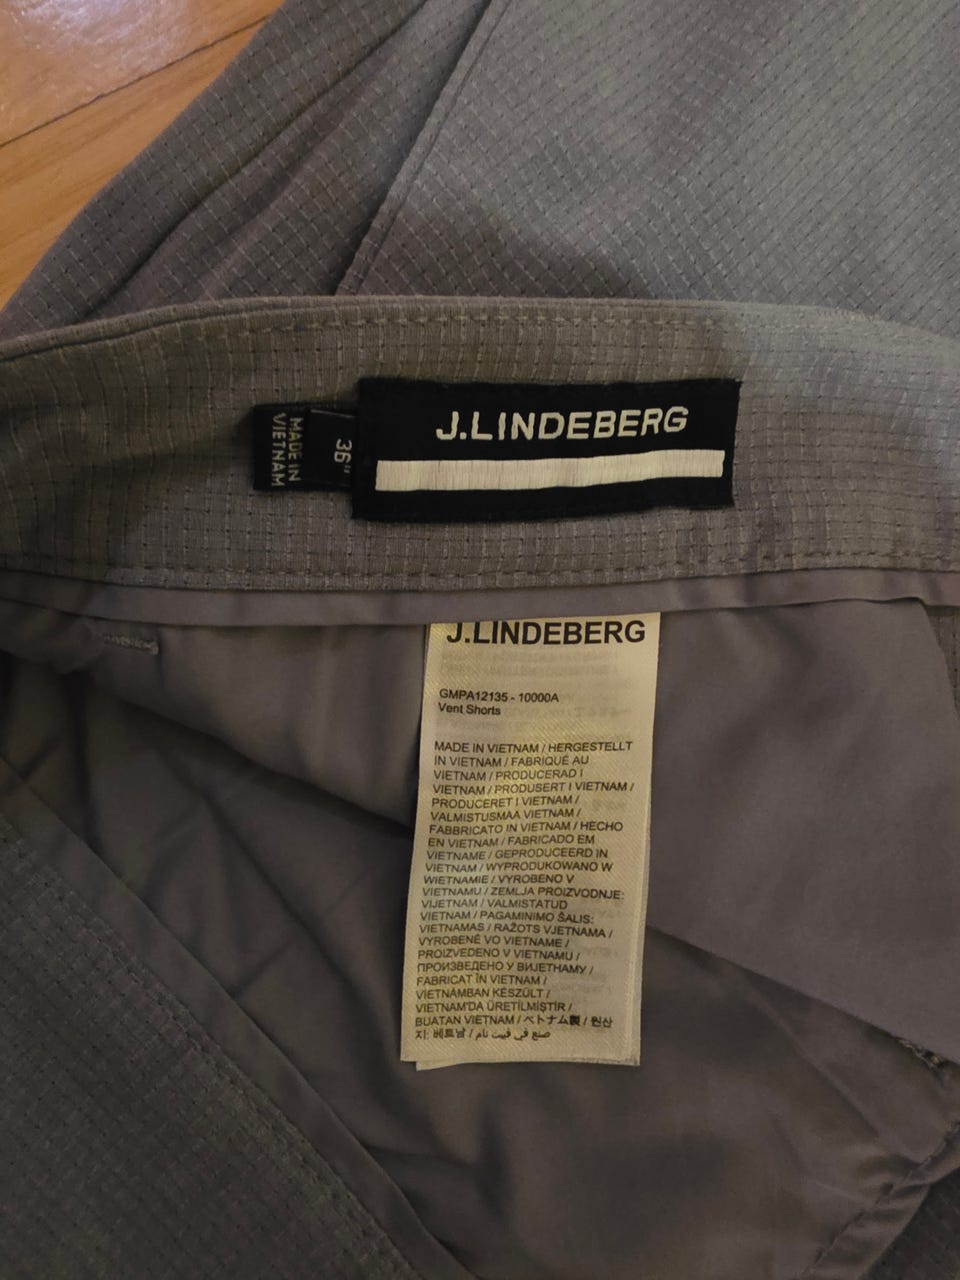 J.LINDEBERG
36"
MADE IN
VIETNAM
J.LINDEBERG
GMPA12135 - 10000A
Vent Shorts
MADE IN VIETNAM / HERGESTELLT
IN VIETNAM / FABRIQUÉ AU
VIETNAM / PRODUCERAD I
VIETNAM / PRODUSERT I VIETNAM /
PRODUCERET I VIETNAM /
VALMISTUSMAA VIETNAM /
FABBRICATO IN VIETNAM / HECHO
EN VIETNAM / FABRICADO EM
VIETNAME / GEPRODUCEERD IN
VIETNAM / WYPRODUKOWANO W
WIETNAMIE / VYROBENO V
VIETNAMU / ZEMLJA PROIZVODNJE:
VIJETNAM / VALMISTATUD
VIETNAM / PAGAMINIMO ŠALIS:
VIETNAMAS / RAŽOTS VJETNAMA /
VYROBENÉ VO VIETNAME /
PROIZVEDENO V VIETNAMU /
ПРОИЗВЕДЕНО У ВИЈЕТНАМУ /
FABRICAT ÎN VIETNAM /
VIETNÁMBAN KÉSZÜLT /
VIETNAM'DA ÜRETİLMİŞTİR /
BUATAN VIETNAM / ベトナム製 / 원산
지: 베트남 / صنع في فييت نام